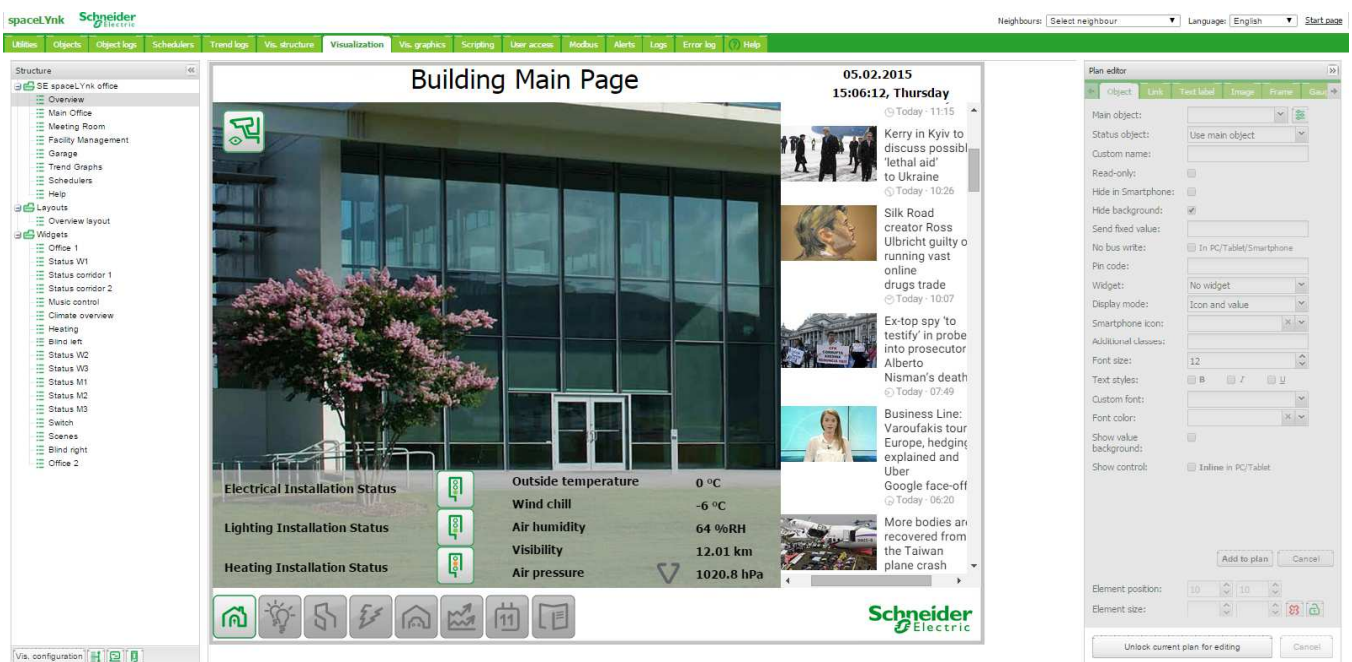 spaceLYnk Schneider Electric
Neighbours: Select neighbour Language: English Start page
Utilities Objects Object logs Schedulers Trend logs Vis. structure Visualization Vis. graphics Scripting User access Modbus Alerts Logs Error log Help
Structure
SE spaceLYnk office
Overview
Main Office
Meeting Room
Facility Management
Garage
Trend Graphs
Schedulers
Help
Layouts
Overview layout
Widgets
Office 1
Status W1
Status corridor 1
Status corridor 2
Music control
Climate overview
Heating
Blind left
Status W2
Status W3
Status M1
Status M2
Status M3
Switch
Scenes
Blind right
Office 2
Vis. configuration
Building Main Page
05.02.2015
15:06:12, Thursday
Today · 11:15
Kerry in Kyiv to
discuss possibl
'lethal aid'
to Ukraine
Today · 10:26
Silk Road
creator Ross
Ulbricht guilty o
running vast
online
drugs trade
Today · 10:07
Ex-top spy 'to
testify' in probe
into prosecutor
Alberto
Nisman's death
Today · 07:49
Business Line:
Varoufakis tour
Europe, hedging
explained and
Uber
Google face-off
Today · 06:20
More bodies are
recovered from
the Taiwan
plane crash
Electrical Installation Status
Lighting Installation Status
Heating Installation Status
Outside temperature 0 °C
Wind chill -6 °C
Air humidity 64 %RH
Visibility 12.01 km
Air pressure 1020.8 hPa
11
Schneider Electric
Plan editor
Object Link Text label Image Frame Gaug
Main object:
Status object: Use main object
Custom name:
Read-only:
Hide in Smartphone:
Hide background:
Send fixed value:
No bus write: In PC/Tablet/Smartphone
Pin code:
Widget: No widget
Display mode: Icon and value
Smartphone icon:
Additional classes:
Font size: 12
Text styles: B I U
Custom font:
Font color:
Show value
background:
Show control: Inline in PC/Tablet
Add to plan Cancel
Element position: 10 10
Element size:
Unlock current plan for editing Cancel